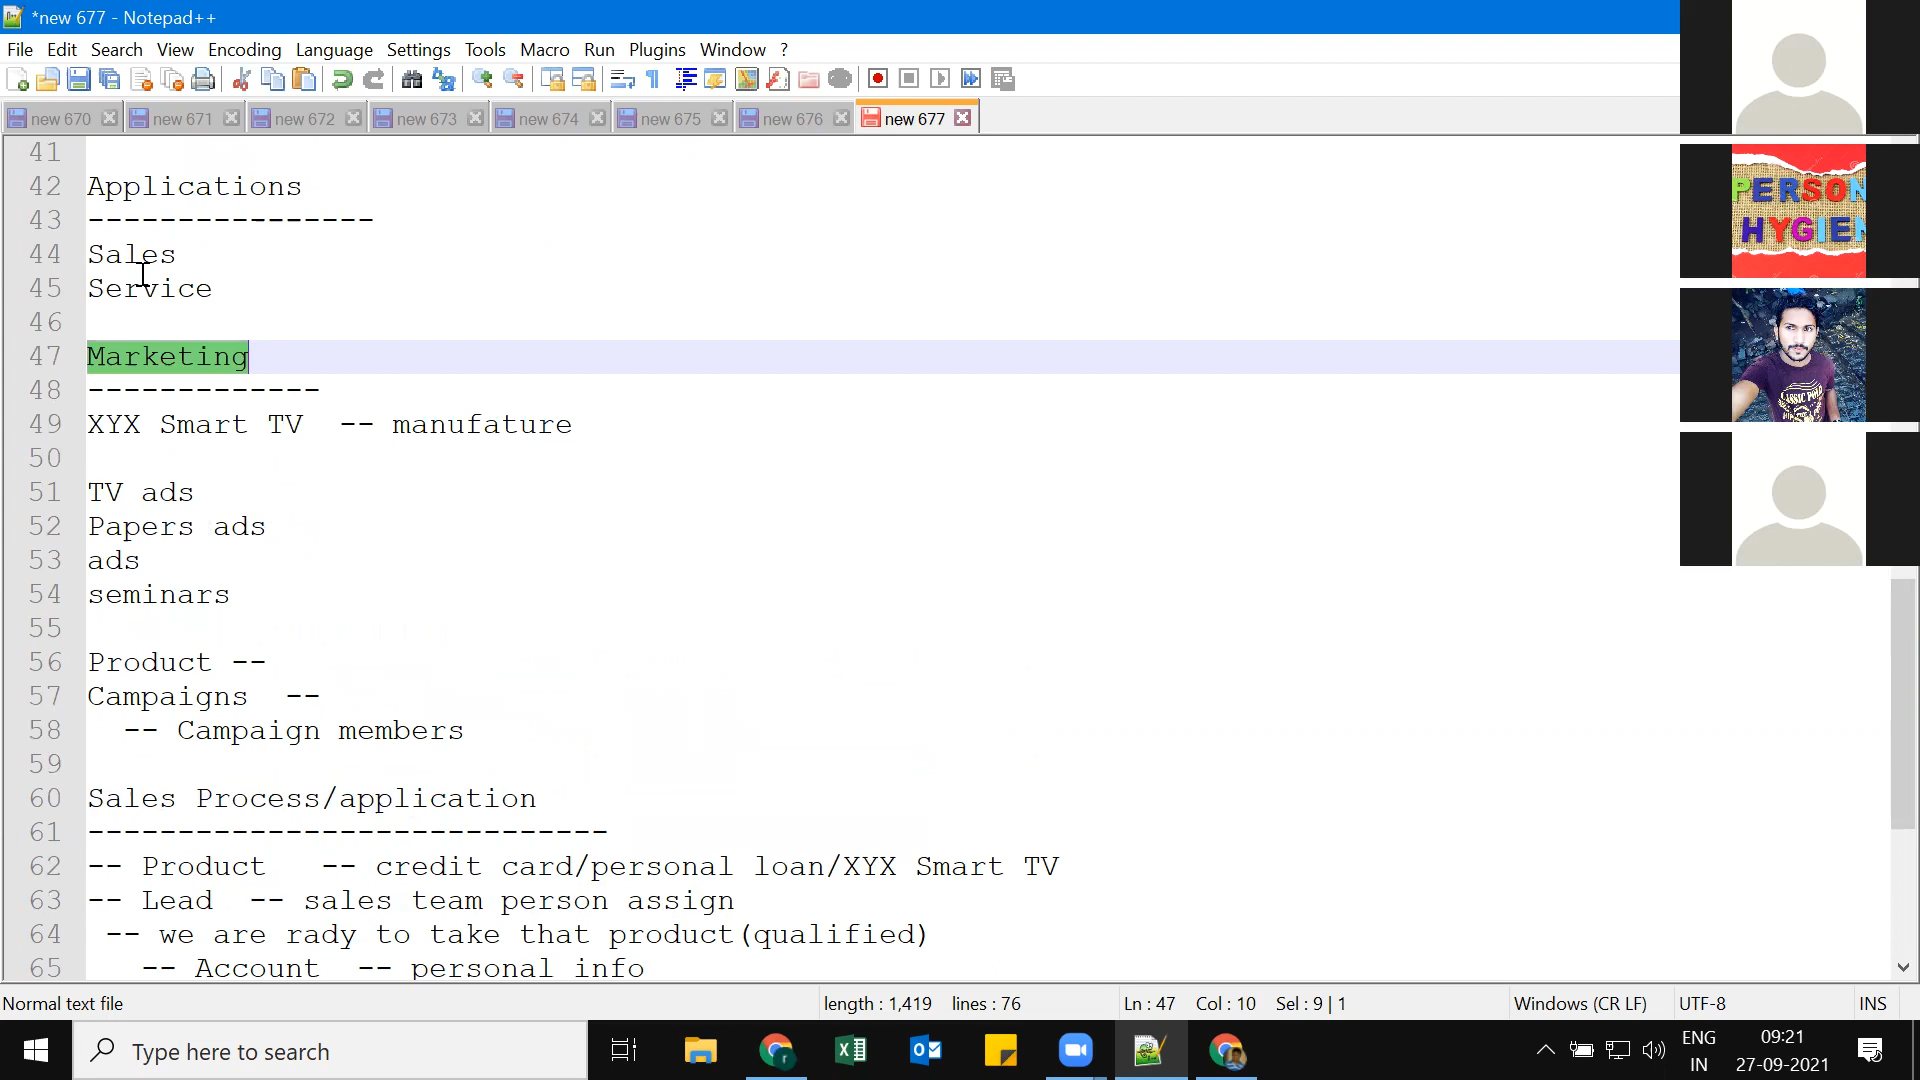 *new 677 - Notepad++
File Edit Search View Encoding Language Settings Tools Macro Run Plugins Window ?
new 670 new 671 new 672 new 673 new 674 new 675 new 676 new 677
41
42 Applications
43 ----------------
44 Sales
45 Service
46
47 Marketing
48 -------------
49 XYX Smart TV -- manufature
50
51 TV ads
52 Papers ads
53 ads
54 seminars
55
56 Product --
57 Campaigns --
58 -- Campaign members
59
60 Sales Process/application
61 -----------------------------
62 -- Product -- credit card/personal loan/XYX Smart TV
63 -- Lead -- sales team person assign
64 -- we are rady to take that product(qualified)
65 -- Account -- personal info
PERSON
HYGIEN
Normal text file length : 1,419 lines : 76 Ln : 47 Col : 10 Sel : 9 | 1 Windows (CR LF) UTF-8 INS
Type here to search
ENG
IN
09:21
27-09-2021